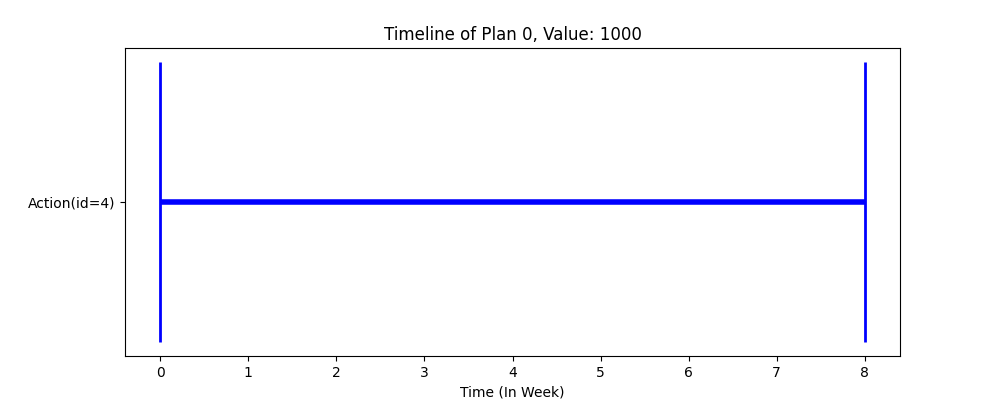 Timeline of Plan 0, Value: 1000
Action(id=4)
0 1 2 3 4 5 6 7 8
Time (In Week)